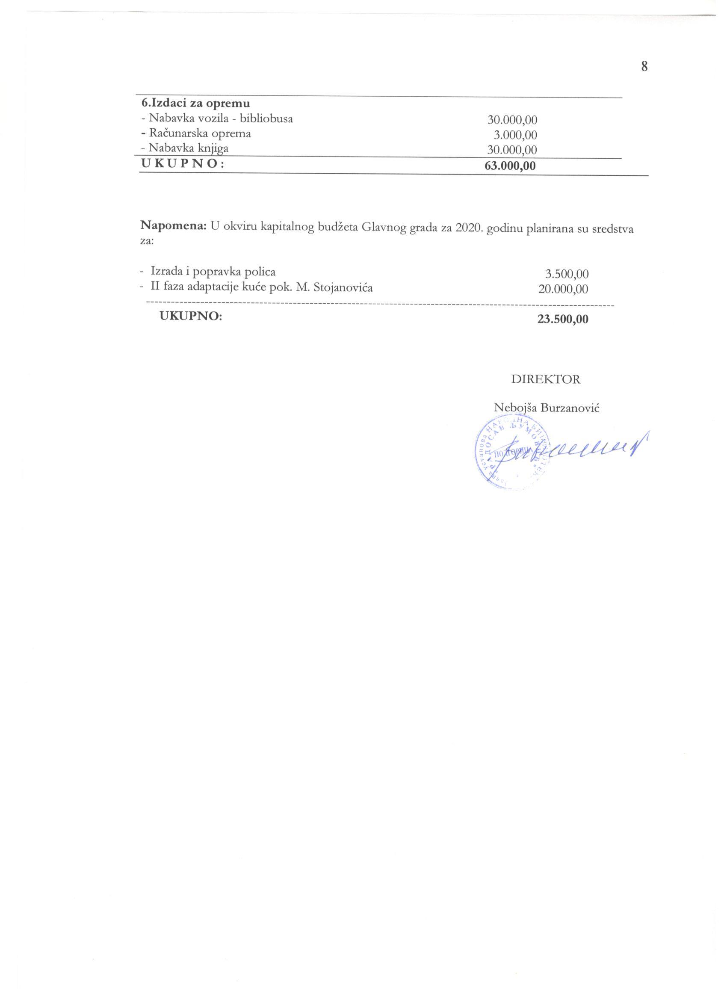 8
6.Izdaci za opremu
- Nabavka vozila - bibliobusa 30.000,00
- Računarska oprema 3.000,00
- Nabavka knjiga 30.000,00
U K U P N O : 63.000,00
Napomena: U okviru kapitalnog budžeta Glavnog grada za 2020. godinu planirana su sredstva
za:
- Izrada i popravka polica 3.500,00
- II faza adaptacije kuće pok. M. Stojanovića 20.000,00
UKUPNO: 23.500,00
DIREKTOR
Nebojša Burzanović
установа НАРОДНА БИБЛИОТЕКА
"РАДОСАВ ЉУМОВИЋ"
ПОДГОРИЦА